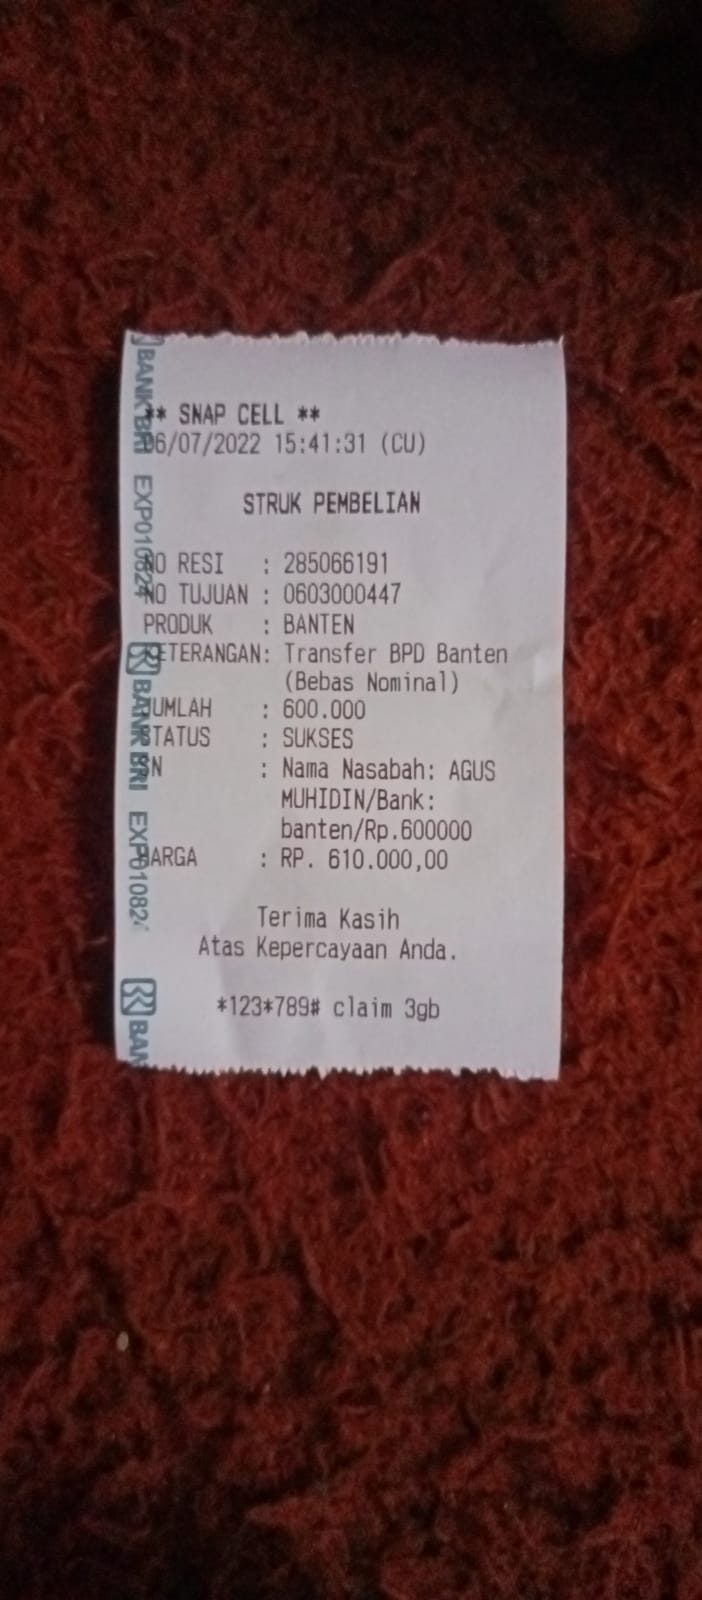 ** SNAP CELL **
06/07/2022 15:41:31 (CU)
STRUK PEMBELIAN
NO RESI : 285066191
NO TUJUAN : 0603000447
PRODUK : BANTEN
KETERANGAN: Transfer BPD Banten
(Bebas Nominal)
JUMLAH : 600.000
STATUS : SUKSES
SN : Nama Nasabah: AGUS
MUHIDIN/Bank:
banten/Rp.600000
HARGA : RP. 610.000,00
Terima Kasih
Atas Kepercayaan Anda.
*123*789# claim 3gb
BANK BRI EXP010824
BANK BRI EXP01082
BAN